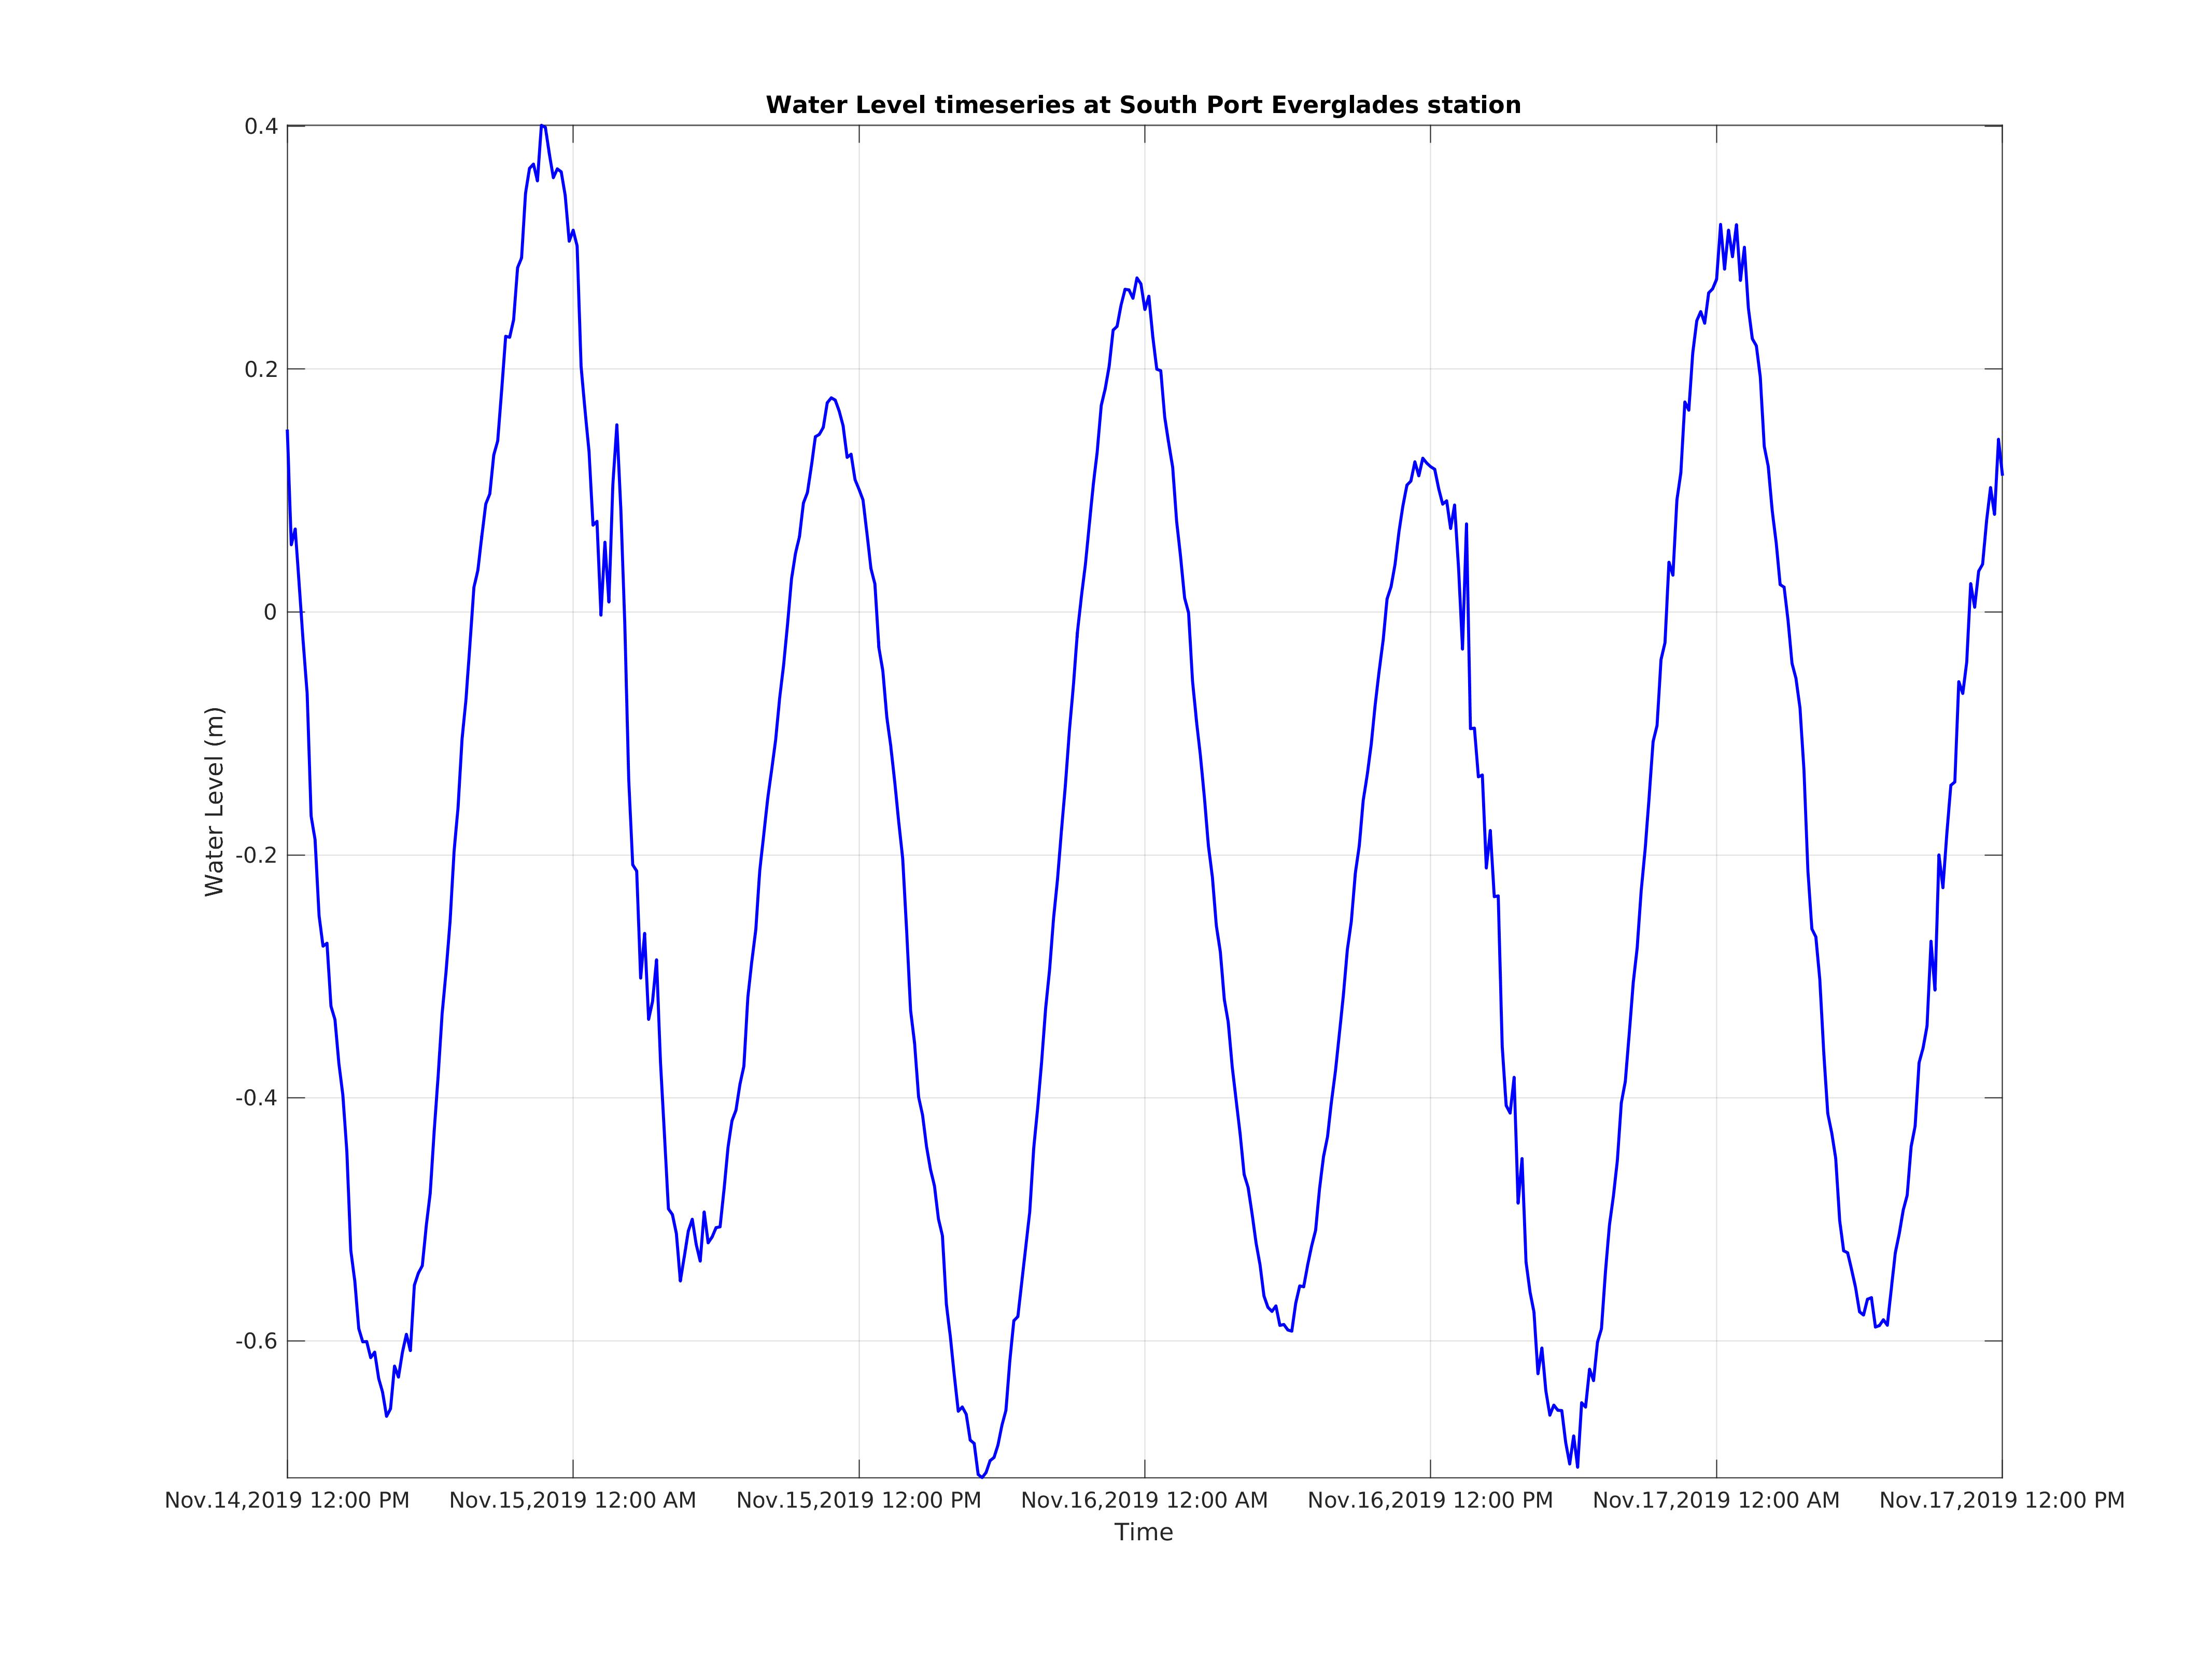 Water Level timeseries at South Port Everglades station
0.4
0.2
0
-0.2
-0.4
-0.6
Water Level (m)
Nov.14,2019 12:00 PM
Nov.15,2019 12:00 AM
Nov.15,2019 12:00 PM
Nov.16,2019 12:00 AM
Nov.16,2019 12:00 PM
Nov.17,2019 12:00 AM
Nov.17,2019 12:00 PM
Time